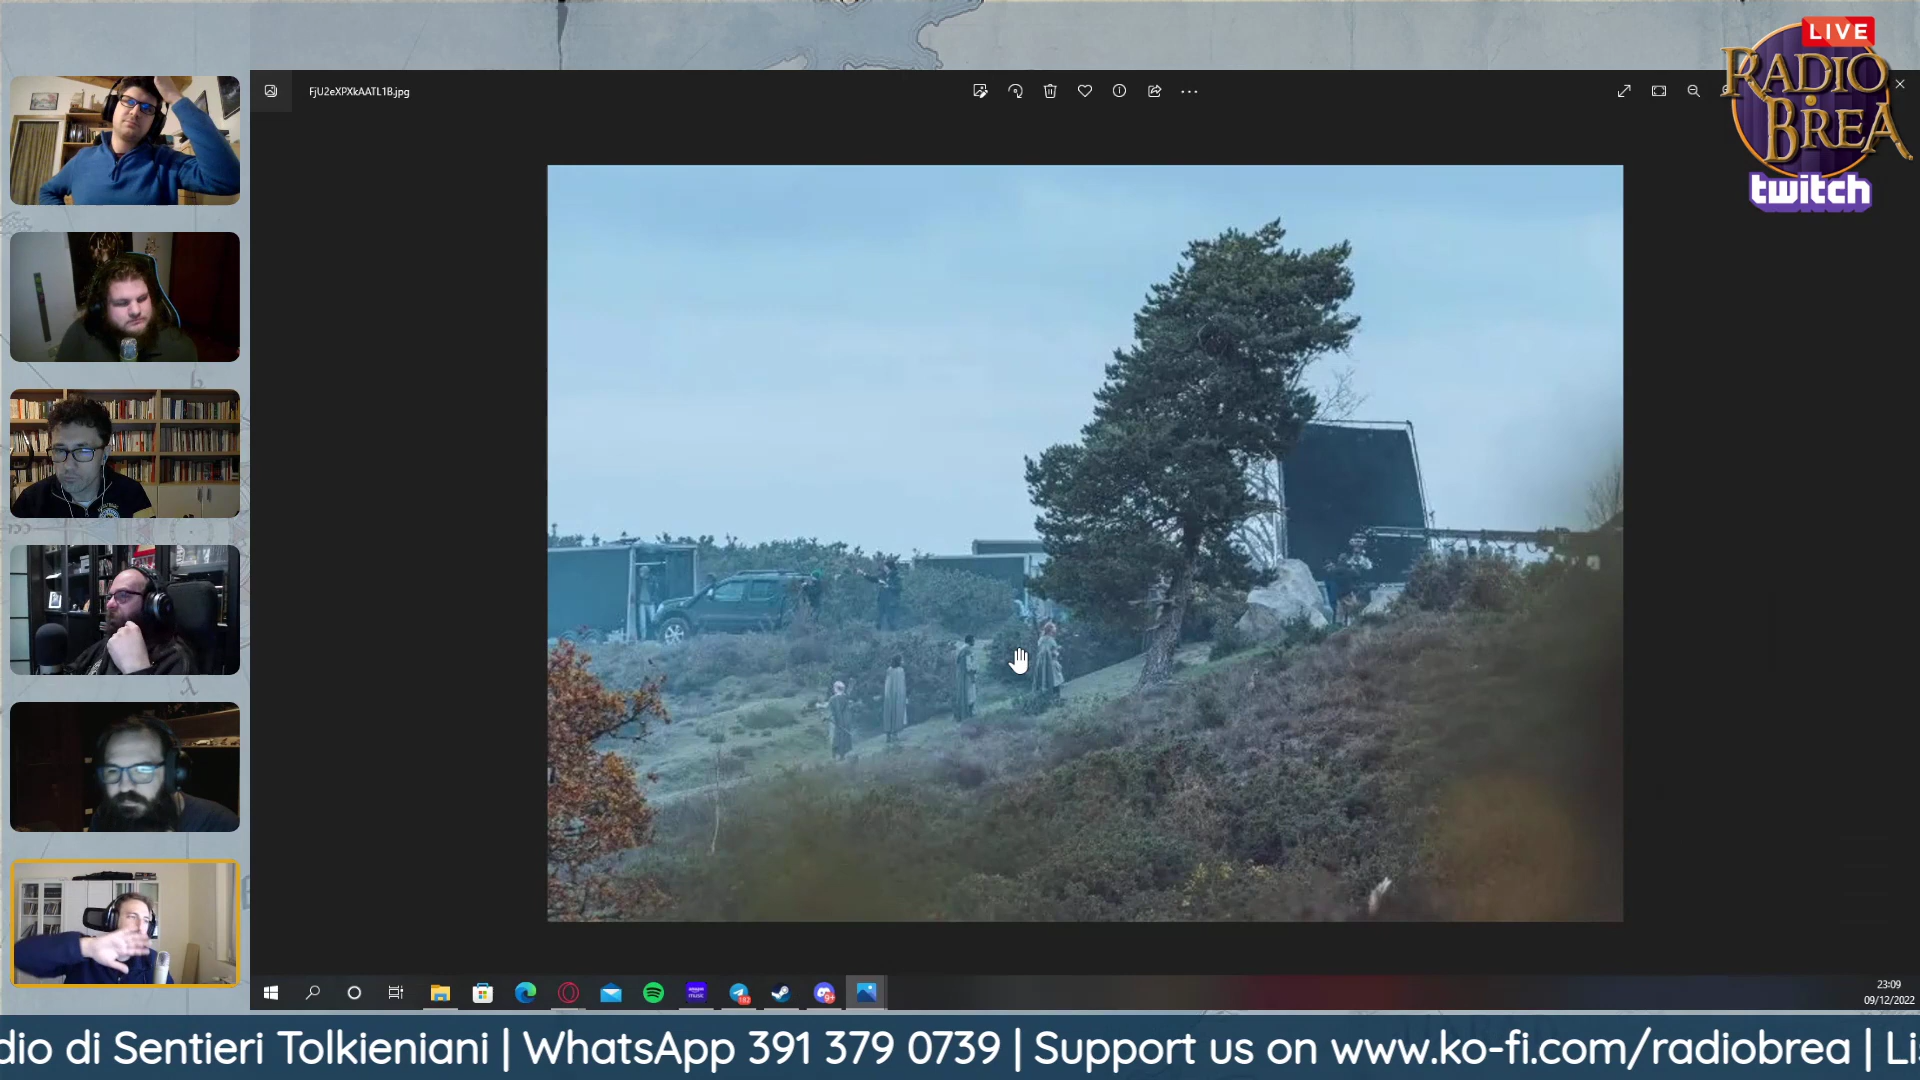 LIVE
RADIO
BREA
twitch
FjU2eXPXkAATL1B.jpg
23:09
09/12/2022
dio di Sentieri Tolkieniani | WhatsApp 391 379 0739 | Support us on www.ko-fi.com/radiobrea | Li